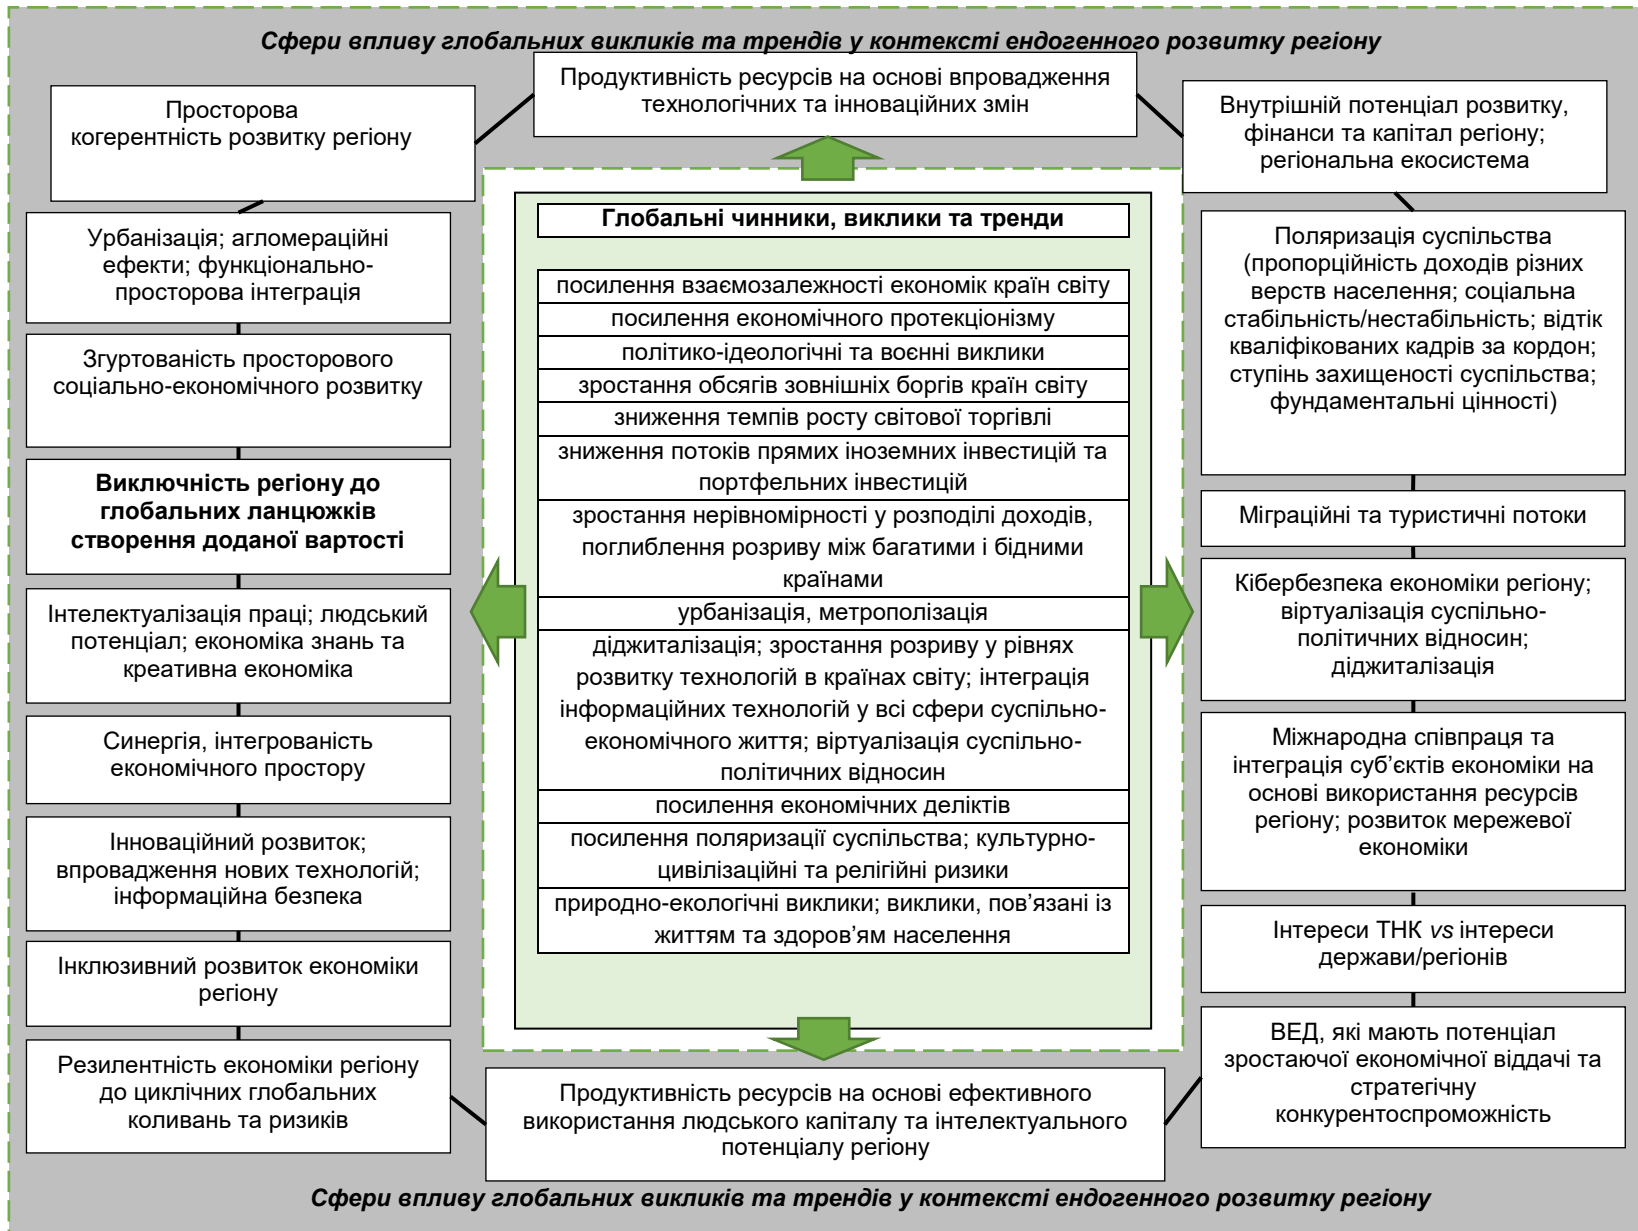 Сфери впливу глобальних викликів та трендів у контексті ендогенного розвитку регіону
Продуктивність ресурсів на основі впровадження
технологічних та інноваційних змін
Просторова
когерентність розвитку регіону
Урбанізація; агломераційні
ефекти; функціонально-
просторова інтеграція
Згуртованість просторового
соціально-економічного розвитку
Виключність регіону до
глобальних ланцюжків
створення доданої вартості
Інтелектуалізація праці; людський
потенціал; економіка знань та
креативна економіка
Синергія, інтегрованість
економічного простору
Інноваційний розвиток;
впровадження нових технологій;
інформаційна безпека
Інклюзивний розвиток економіки
регіону
Резилентність економіки регіону
до циклічних глобальних
коливань та ризиків
Глобальні чинники, виклики та тренди
посилення взаємозалежності економік країн світу
посилення економічного протекціонізму
політико-ідеологічні та воєнні виклики
зростання обсягів зовнішніх боргів країн світу
зниження темпів росту світової торгівлі
зниження потоків прямих іноземних інвестицій та
портфельних інвестицій
зростання нерівномірності у розподілі доходів,
поглиблення розриву між багатими і бідними
країнами
урбанізація, метрополізація
діджиталізація; зростання розриву у рівнях
розвитку технологій в країнах світу; інтеграція
інформаційних технологій у всі сфери суспільно-
економічного життя; віртуалізація суспільно-
політичних відносин
посилення економічних деліктів
посилення поляризації суспільства; культурно-
цивілізаційні та релігійні ризики
природно-екологічні виклики; виклики, пов’язані із
життям та здоров’ям населення
Внутрішній потенціал розвитку,
фінанси та капітал регіону;
регіональна екосистема
Поляризація суспільства
(пропорційність доходів різних
верств населення; соціальна
стабільність/нестабільність; відтік
кваліфікованих кадрів за кордон;
ступінь захищеності суспільства;
фундаментальні цінності)
Міграційні та туристичні потоки
Кібербезпека економіки регіону;
віртуалізація суспільно-
політичних відносин;
діджиталізація
Міжнародна співпраця та
інтеграція суб’єктів економіки на
основі використання ресурсів
регіону; розвиток мережевої
економіки
Інтереси ТНК vs інтереси
держави/регіонів
ВЕД, які мають потенціал
зростаючої економічної віддачі та
стратегічну
конкурентоспроможність
Продуктивність ресурсів на основі ефективного
використання людського капіталу та інтелектуального
потенціалу регіону
Сфери впливу глобальних викликів та трендів у контексті ендогенного розвитку регіону